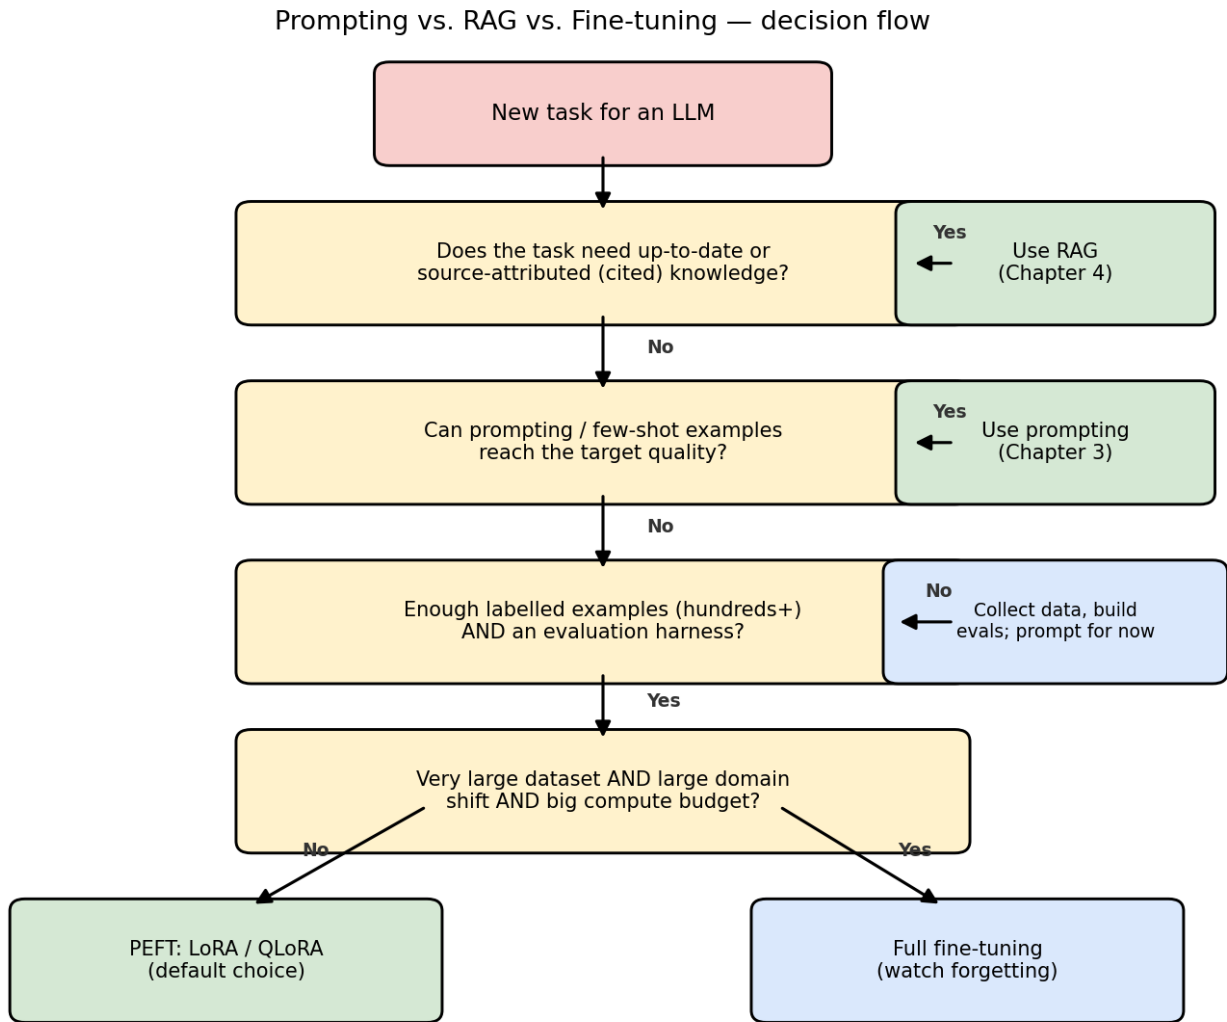 Prompting vs. RAG vs. Fine-tuning — decision flow
New task for an LLM
Does the task need up-to-date or
source-attributed (cited) knowledge?
Yes
Use RAG
(Chapter 4)
No
Can prompting / few-shot examples
reach the target quality?
Yes
Use prompting
(Chapter 3)
No
Enough labelled examples (hundreds+)
AND an evaluation harness?
No
Collect data, build
evals; prompt for now
Yes
Very large dataset AND large domain
shift AND big compute budget?
No
Yes
PEFT: LoRA / QLoRA
(default choice)
Full fine-tuning
(watch forgetting)